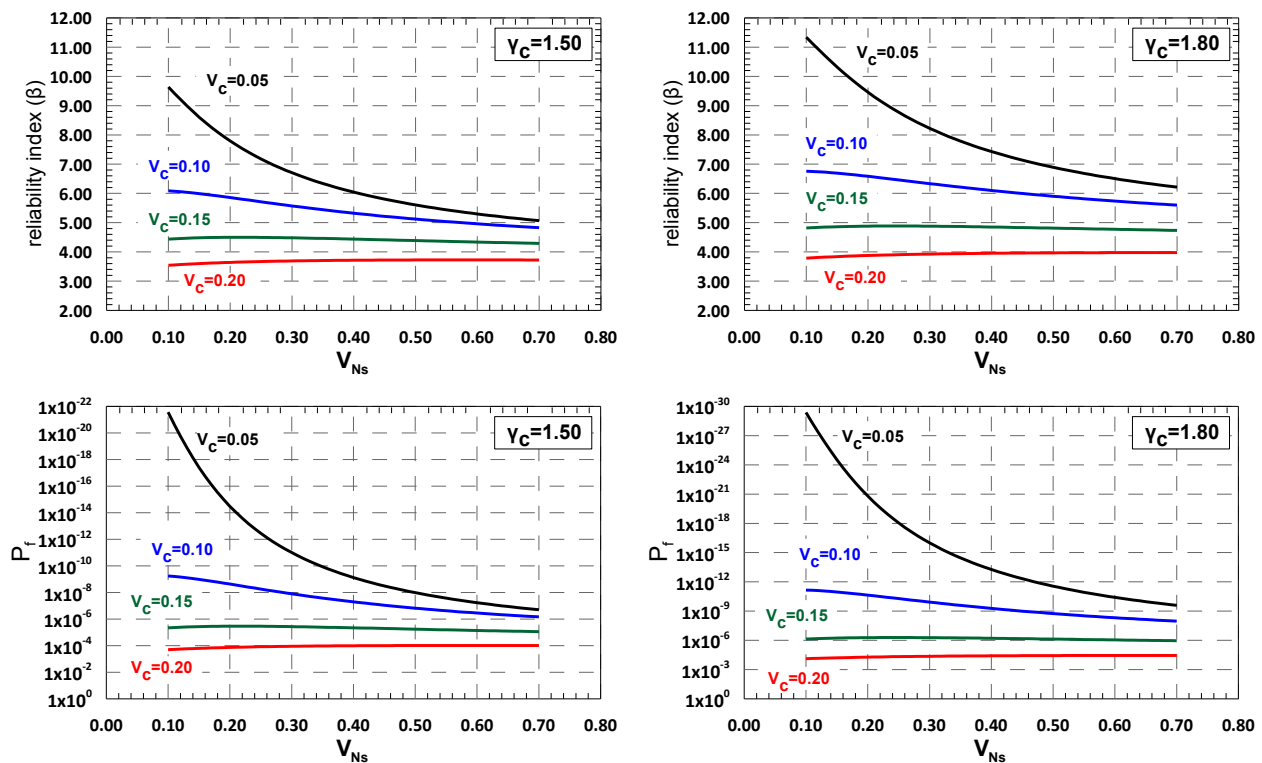 reliability index (β)
12.00
11.00
10.00
9.00
8.00
7.00
6.00
5.00
4.00
3.00
2.00
γC=1.50
VC=0.05
VC=0.10
VC=0.15
VC=0.20
0.00 0.10 0.20 0.30 0.40 0.50 0.60 0.70 0.80
VNs
reliability index (β)
12.00
11.00
10.00
9.00
8.00
7.00
6.00
5.00
4.00
3.00
2.00
γC=1.80
VC=0.05
VC=0.10
VC=0.15
VC=0.20
0.00 0.10 0.20 0.30 0.40 0.50 0.60 0.70 0.80
VNs
Pf
1x10-22
1x10-20
1x10-18
1x10-16
1x10-14
1x10-12
1x10-10
1x10-8
1x10-6
1x10-4
1x10-2
1x100
γC=1.50
VC=0.05
VC=0.10
VC=0.15
VC=0.20
0.00 0.10 0.20 0.30 0.40 0.50 0.60 0.70 0.80
VNs
Pf
1x10-30
1x10-27
1x10-24
1x10-21
1x10-18
1x10-15
1x10-12
1x10-9
1x10-6
1x10-3
1x100
γC=1.80
VC=0.05
VC=0.10
VC=0.15
VC=0.20
0.00 0.10 0.20 0.30 0.40 0.50 0.60 0.70 0.80
VNs